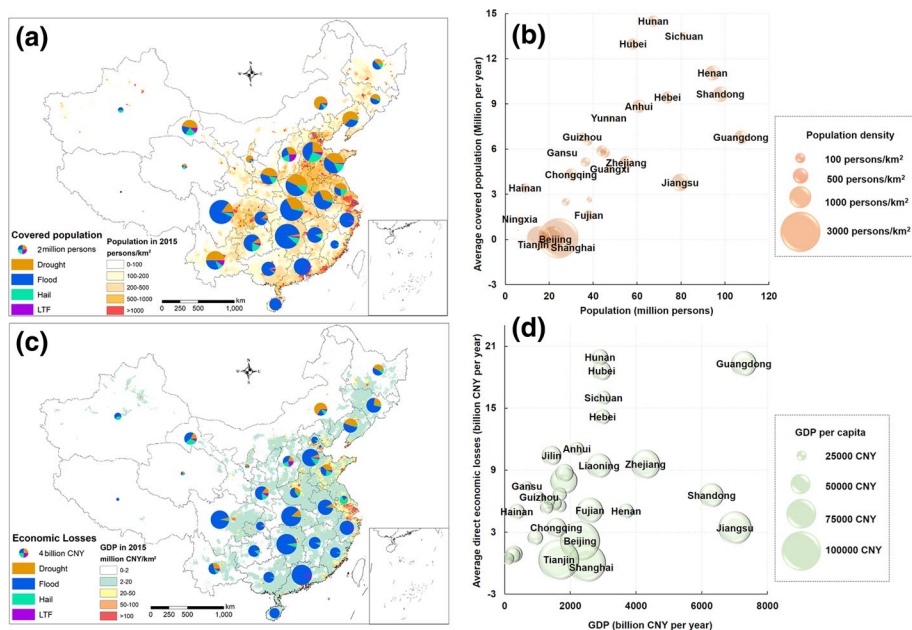 (a)
N
W
E
S
Covered population
2million persons
Drought
Flood
Hail
LTF
Population in 2015
persons/km²
0-100
100-200
200-500
500-1000
>1000
0 250 500 1,000
km
(b)
Average covered population (Million per year)
15
12
9
6
3
0
-3
0 20 40 60 80 100 120
Population (million persons)
Hunan
Sichuan
Hubei
Henan
Hebei
Shandong
Anhui
Yunnan
Guizhou
Guangdong
Gansu
Zhejiang
Guangxi
Chongqing
Jiangsu
Hainan
Fujian
Ningxia
Beijing
Tianjin
Shanghai
Population density
100 persons/km²
500 persons/km²
1000 persons/km²
3000 persons/km²
(c)
N
W
E
S
Economic Losses
4 billion CNY
Drought
Flood
Hail
LTF
GDP in 2015
million CNY/km²
0-2
2-20
20-50
50-100
>100
0 250 500 1,000
km
(d)
Average direct economic losses (billion CNY per year)
21
18
15
12
9
6
3
0
-3
0 2000 4000 6000 8000
GDP (billion CNY per year)
Hunan
Guangdong
Hubei
Sichuan
Hebei
Anhui
Jilin
Liaoning
Zhejiang
Gansu
Guizhou
Shandong
Hainan
Fujian
Henan
Chongqing
Jiangsu
Beijing
Tianjin
Shanghai
GDP per capita
25000 CNY
50000 CNY
75000 CNY
100000 CNY